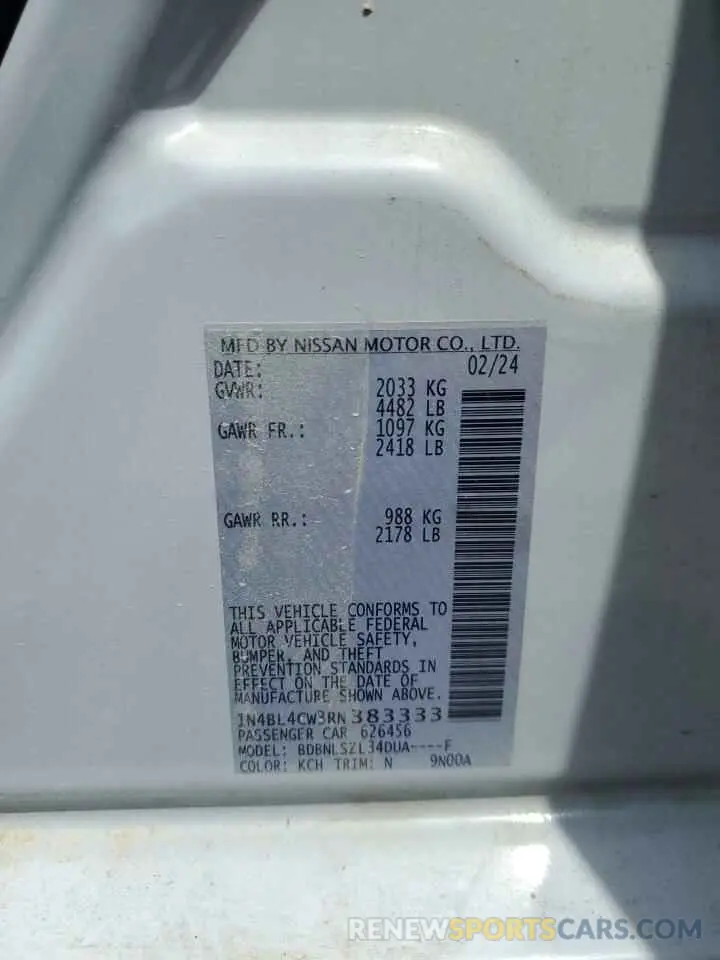 MFD BY NISSAN MOTOR CO., LTD.
DATE: 02/24
GVWR: 2033 KG
4482 LB
GAWR FR.: 1097 KG
2418 LB
GAWR RR.: 988 KG
2178 LB
THIS VEHICLE CONFORMS TO
ALL APPLICABLE FEDERAL
MOTOR VEHICLE SAFETY,
BUMPER, AND THEFT
PREVENTION STANDARDS IN
EFFECT ON THE DATE OF
MANUFACTURE SHOWN ABOVE.
1N4BL4CW3RN383333
PASSENGER CAR 626456
MODEL: BDBNLSZL34DUA----F
COLOR: KCH TRIM: N 9N00A
RENEWSPORTSCARS.COM